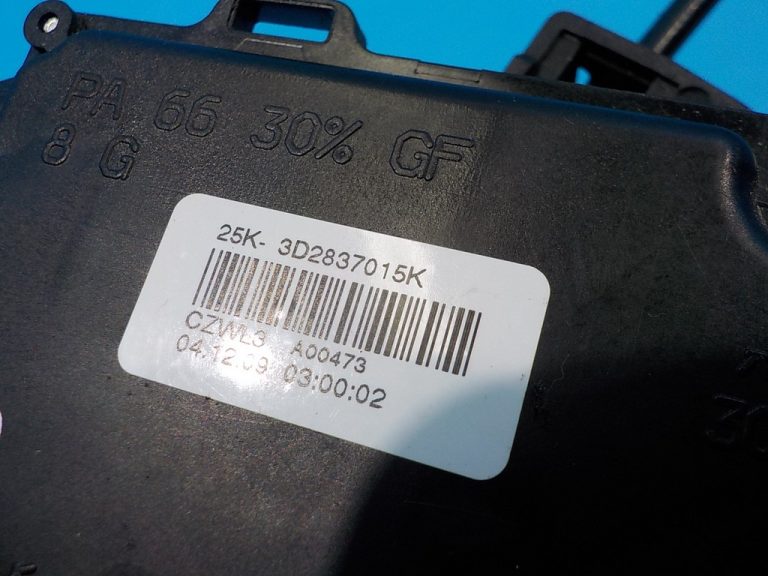 PA 66 30% GF
8 G
25K- 3D2837015K
CZWL3 A00473
04.12.09 03:00:02